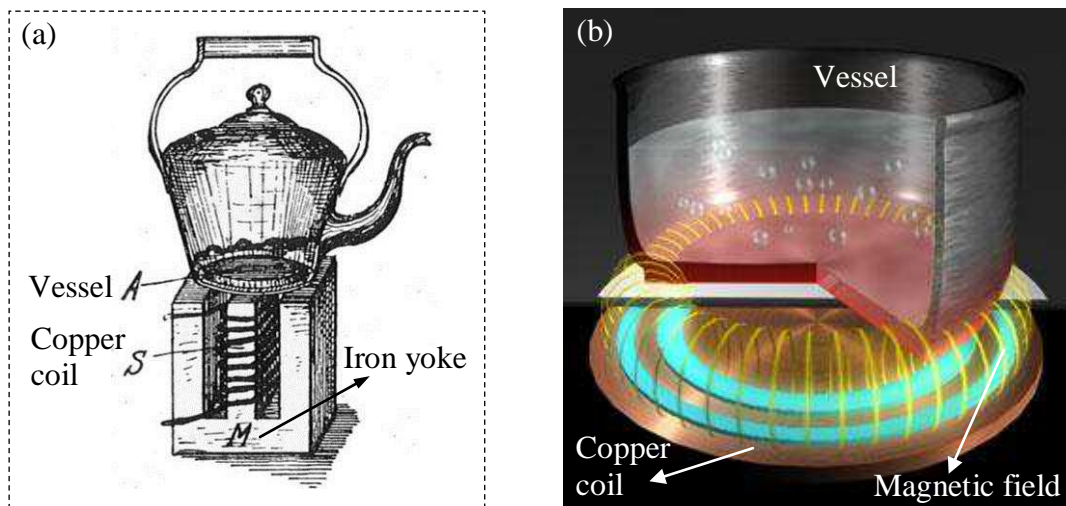 (a)
Vessel A
Copper
coil S
Iron yoke
M
(b)
Vessel
Copper
coil
Magnetic field